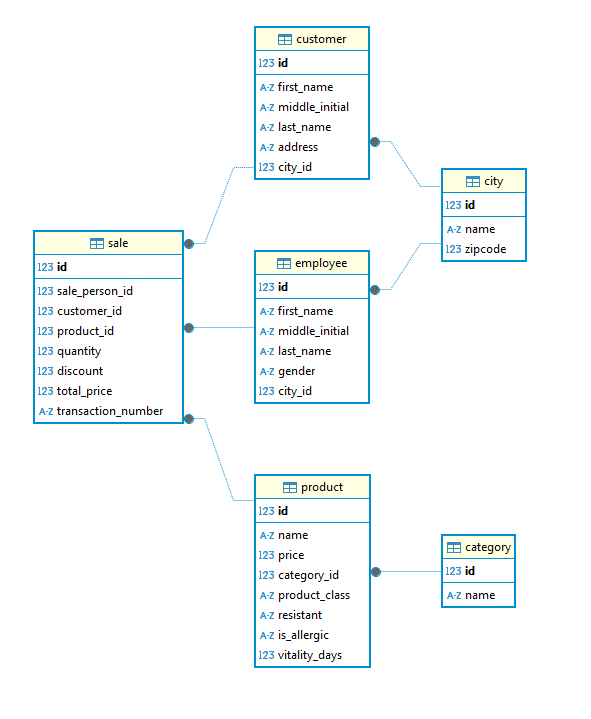 customer
123 id
A-Z first_name
A-Z middle_initial
A-Z last_name
A-Z address
123 city_id
city
123 id
A-Z name
123 zipcode
sale
123 id
123 sale_person_id
123 customer_id
123 product_id
123 quantity
123 discount
123 total_price
A-Z transaction_number
employee
123 id
A-Z first_name
A-Z middle_initial
A-Z last_name
A-Z gender
123 city_id
product
123 id
A-Z name
123 price
123 category_id
A-Z product_class
A-Z resistant
A-Z is_allergic
123 vitality_days
category
123 id
A-Z name